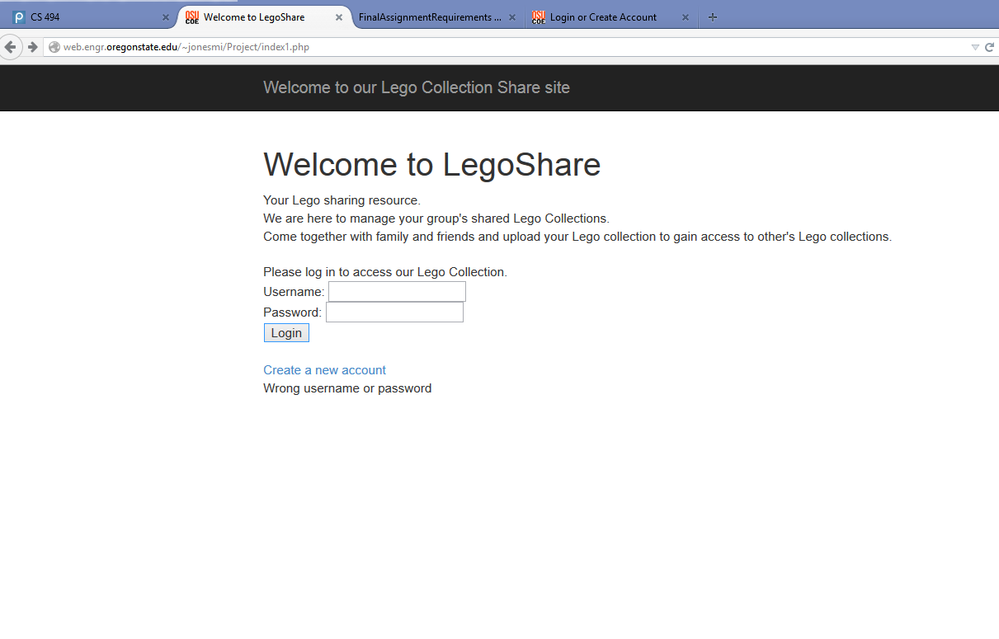 CS 494
OSU COE Welcome to LegoShare
FinalAssignmentRequirements ...
OSU COE Login or Create Account
web.engr.oregonstate.edu/~jonesmi/Project/index1.php
Welcome to our Lego Collection Share site
Welcome to LegoShare
Your Lego sharing resource.
We are here to manage your group's shared Lego Collections.
Come together with family and friends and upload your Lego collection to gain access to other's Lego collections.
Please log in to access our Lego Collection.
Username:
Password:
Login
Create a new account
Wrong username or password